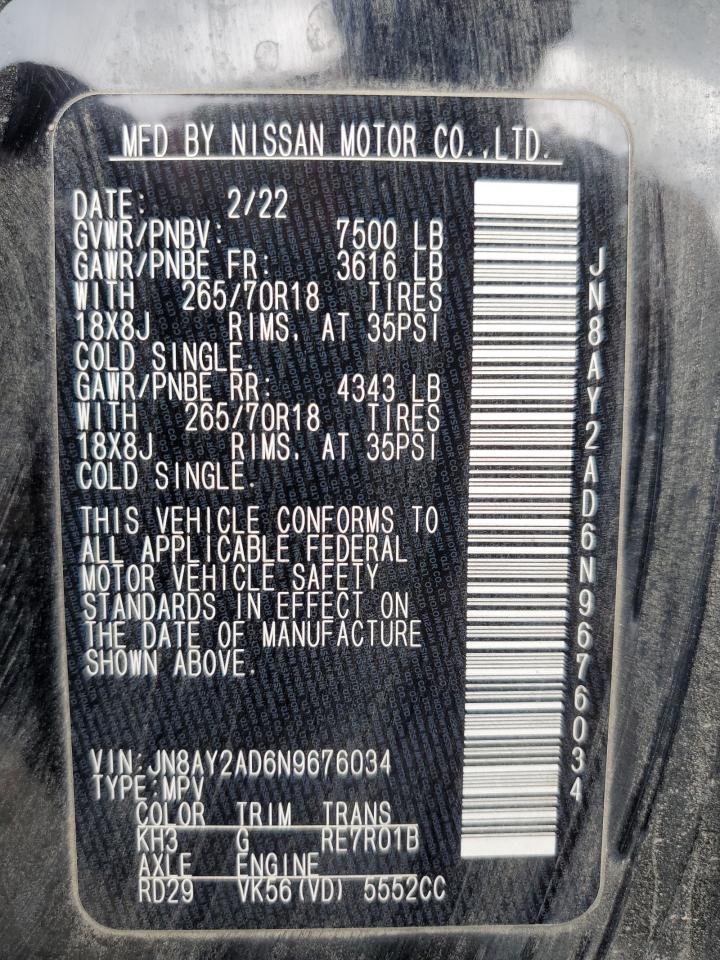 MFD BY NISSAN MOTOR CO.,LTD.
DATE: 2/22
GVWR/PNBV: 7500 LB
GAWR/PNBE FR: 3616 LB
WITH 265/70R18 TIRES
18X8J RIMS, AT 35PSI
COLD SINGLE.
GAWR/PNBE RR: 4343 LB
WITH 265/70R18 TIRES
18X8J RIMS, AT 35PSI
COLD SINGLE.
THIS VEHICLE CONFORMS TO
ALL APPLICABLE FEDERAL
MOTOR VEHICLE SAFETY
STANDARDS IN EFFECT ON
THE DATE OF MANUFACTURE
SHOWN ABOVE.
VIN:JN8AY2AD6N9676034
TYPE:MPV
COLOR TRIM TRANS
KH3 G RE7R01B
AXLE ENGINE
RD29 VK56(VD) 5552CC
JN8AY2AD6N9676034